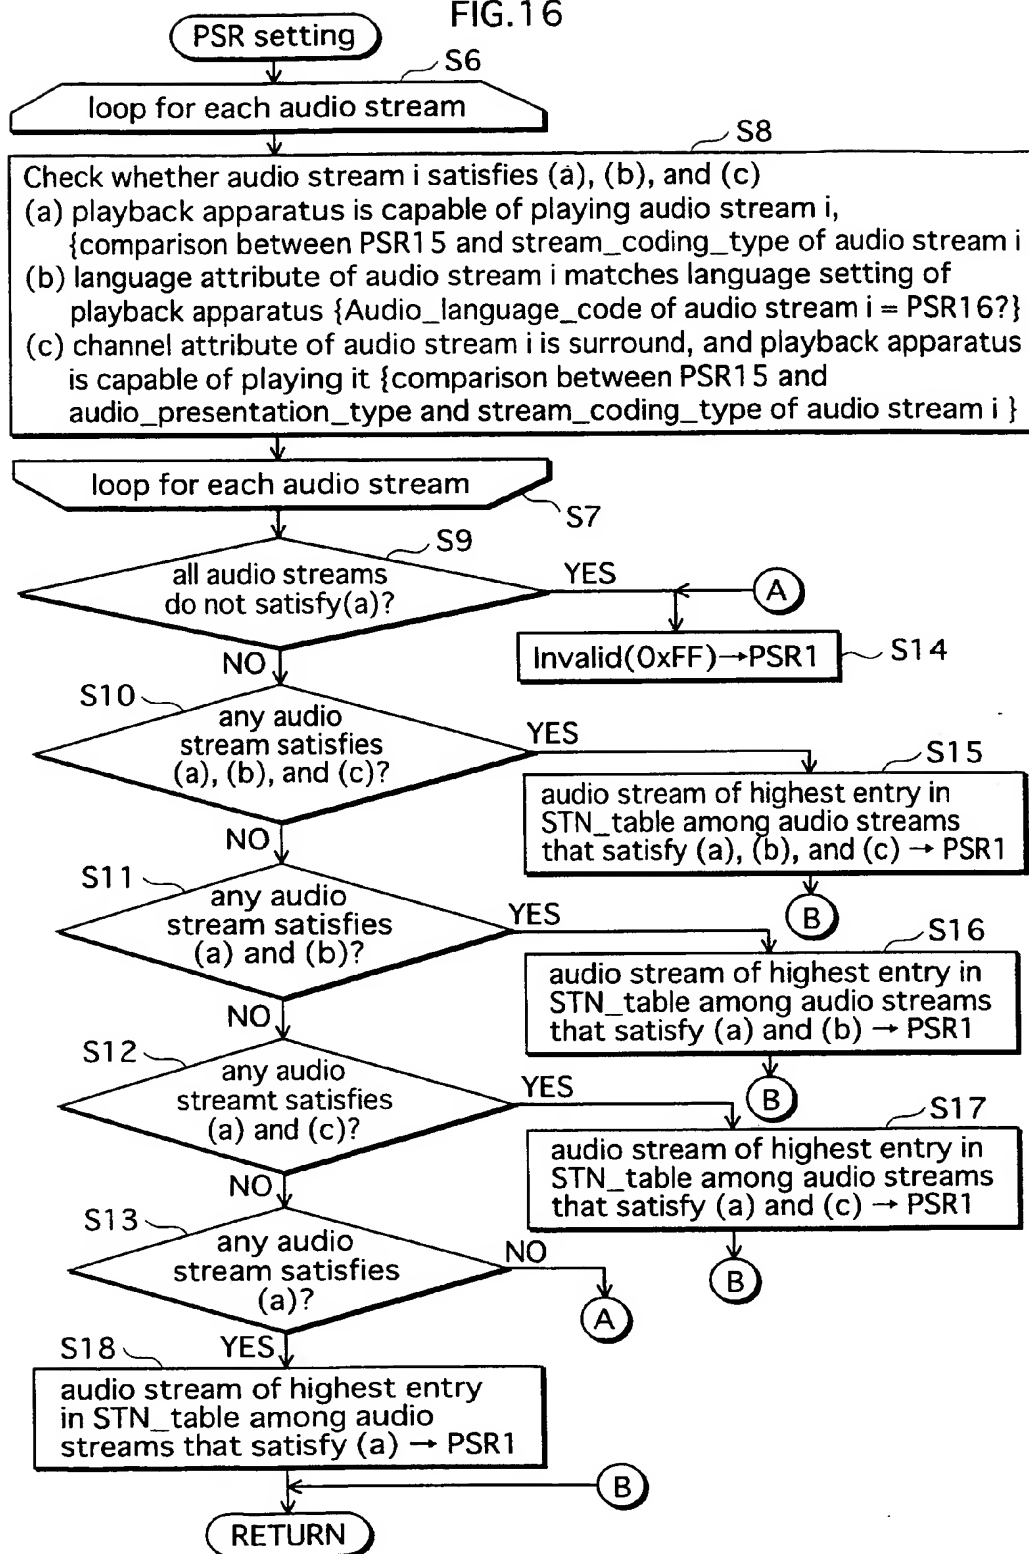 FIG.16
PSR setting
S6
loop for each audio stream
S8
Check whether audio stream i satisfies (a), (b), and (c)
(a) playback apparatus is capable of playing audio stream i,
{comparison between PSR15 and stream_coding_type of audio stream i
(b) language attribute of audio stream i matches language setting of
playback apparatus {Audio_language_code of audio stream i = PSR16?}
(c) channel attribute of audio stream i is surround, and playback apparatus
is capable of playing it {comparison between PSR15 and
audio_presentation_type and stream_coding_type of audio stream i }
loop for each audio stream
S7
S9
all audio streams
do not satisfy(a)?
YES
A
NO
Invalid(0xFF)→PSR1
S14
S10
any audio
stream satisfies
(a), (b), and (c)?
YES
S15
audio stream of highest entry in
STN_table among audio streams
that satisfy (a), (b), and (c) → PSR1
B
NO
S11
any audio
stream satisfies
(a) and (b)?
YES
S16
audio stream of highest entry in
STN_table among audio streams
that satisfy (a) and (b) → PSR1
B
NO
S12
any audio
streamt satisfies
(a) and (c)?
YES
S17
audio stream of highest entry in
STN_table among audio streams
that satisfy (a) and (c) → PSR1
B
NO
S13
any audio
stream satisfies
(a)?
NO
A
YES
S18
audio stream of highest entry
in STN_table among audio
streams that satisfy (a) → PSR1
B
RETURN